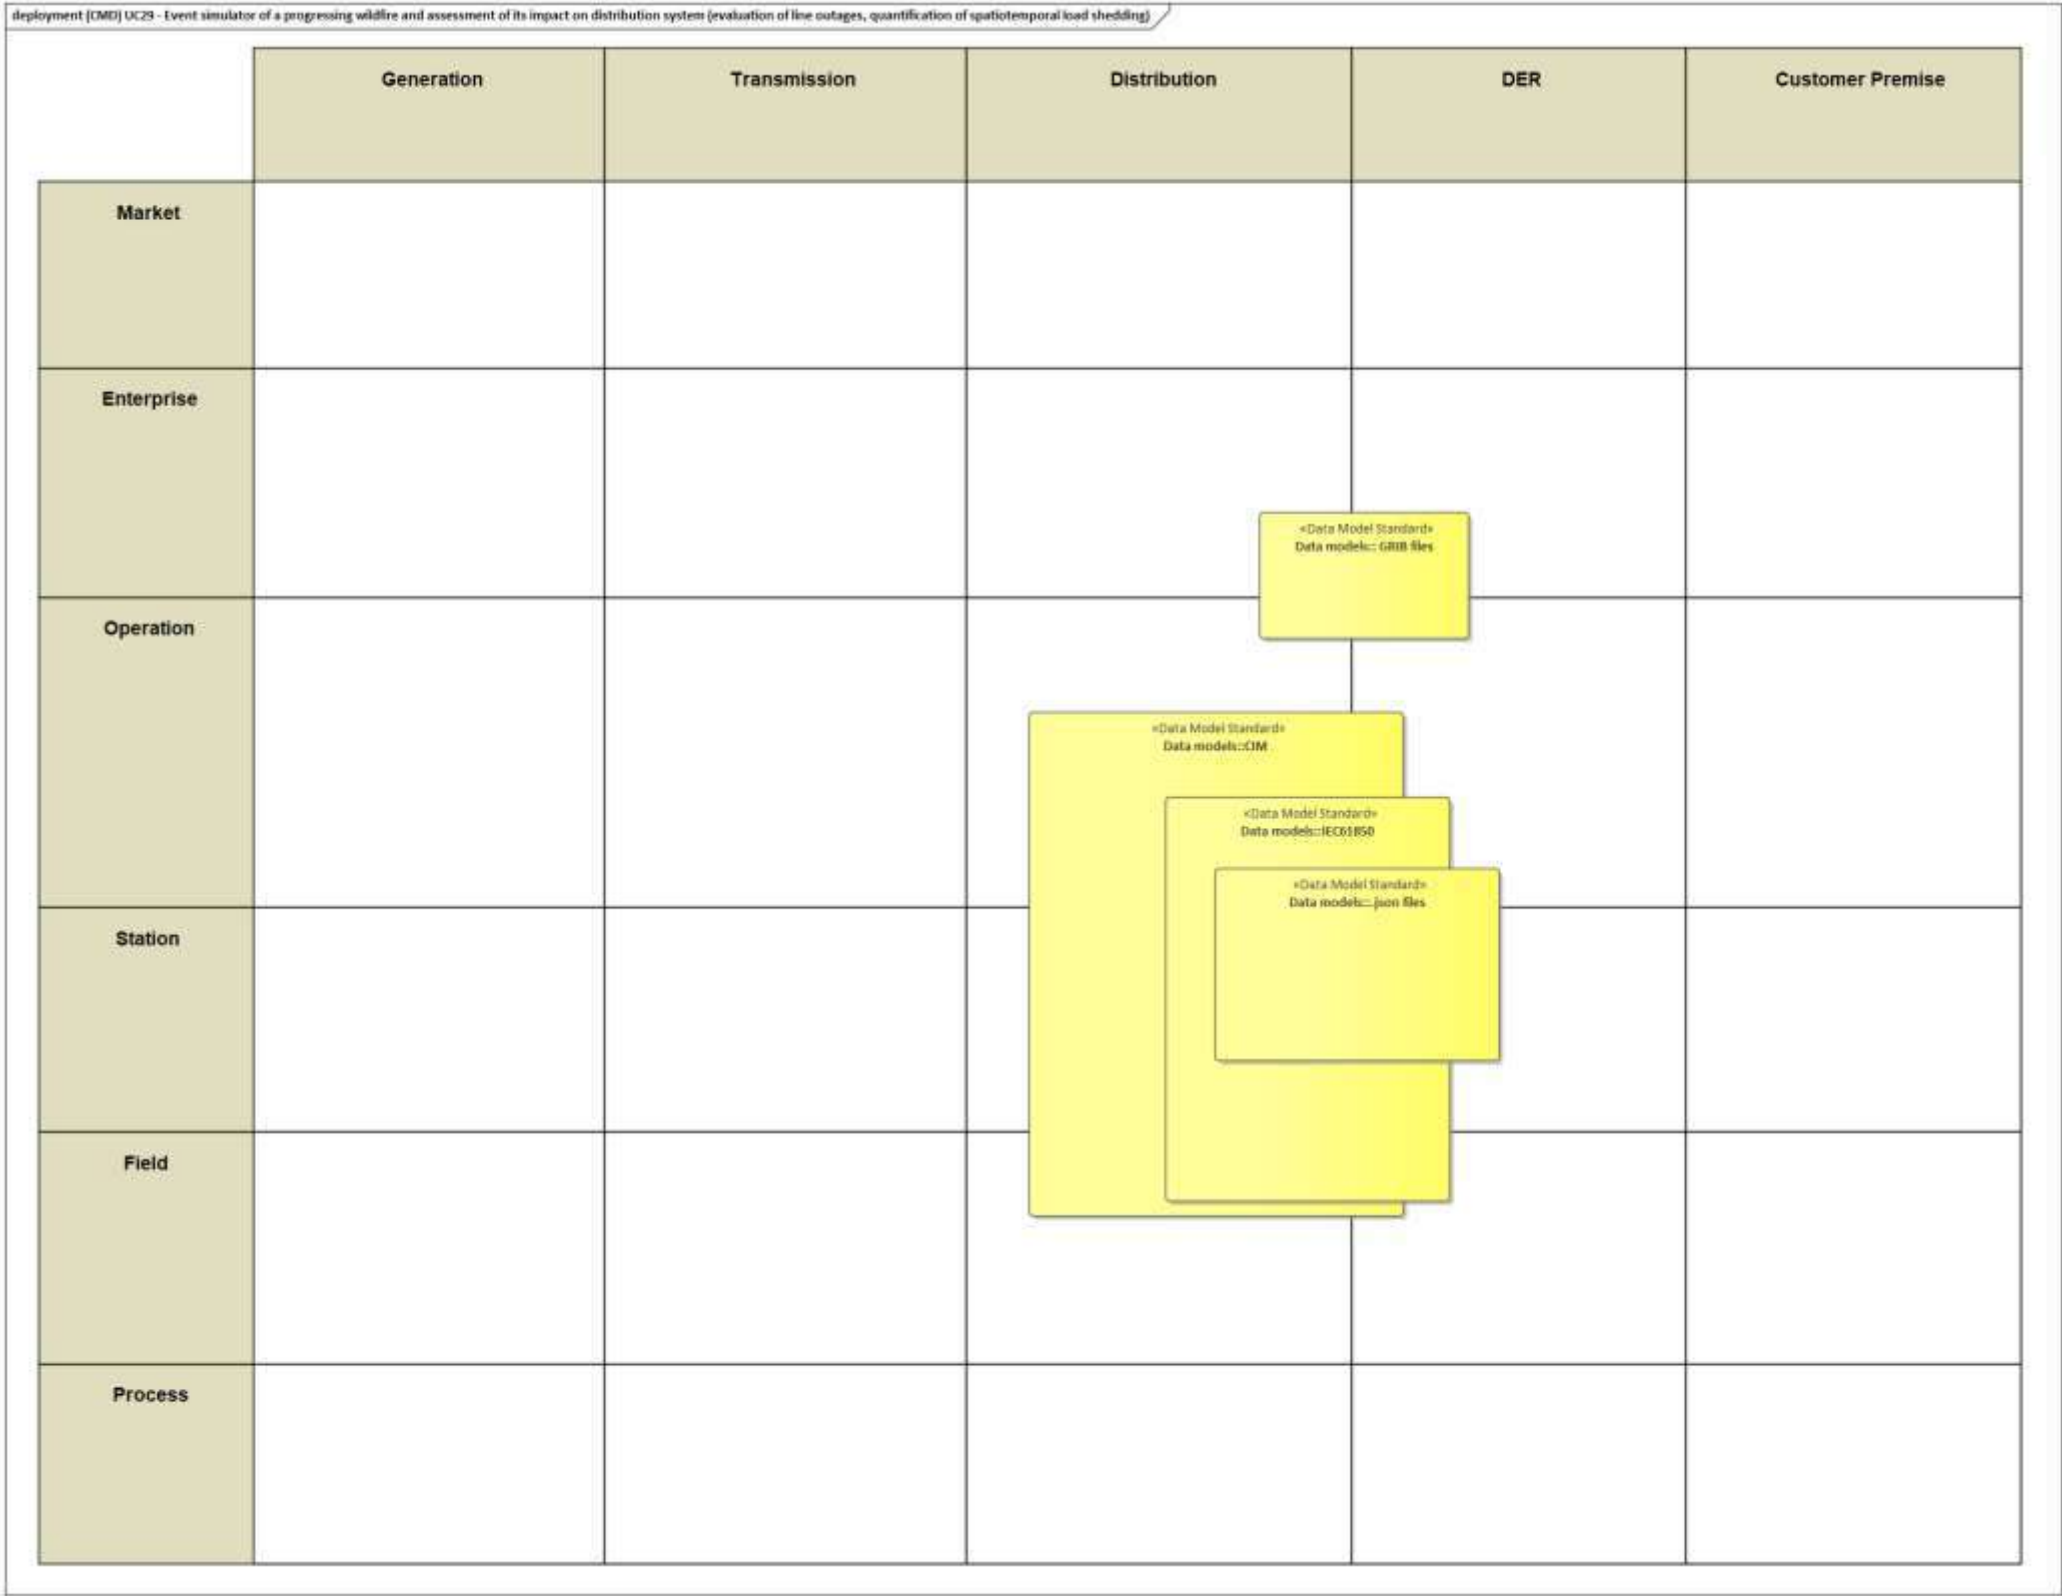 deployment [CMD] UC29 - Event simulator of a progressing wildfire and assessment of its impact on distribution system (evaluation of line outages, quantification of spatiotemporal load shedding)
Generation
Transmission
Distribution
DER
Customer Premise
Market
Enterprise
«Data Model Standard»
Data models:: GRIB files
Operation
«Data Model Standard»
Data models::CIM
«Data Model Standard»
Data models::IEC61850
«Data Model Standard»
Data models::.json files
Station
Field
Process